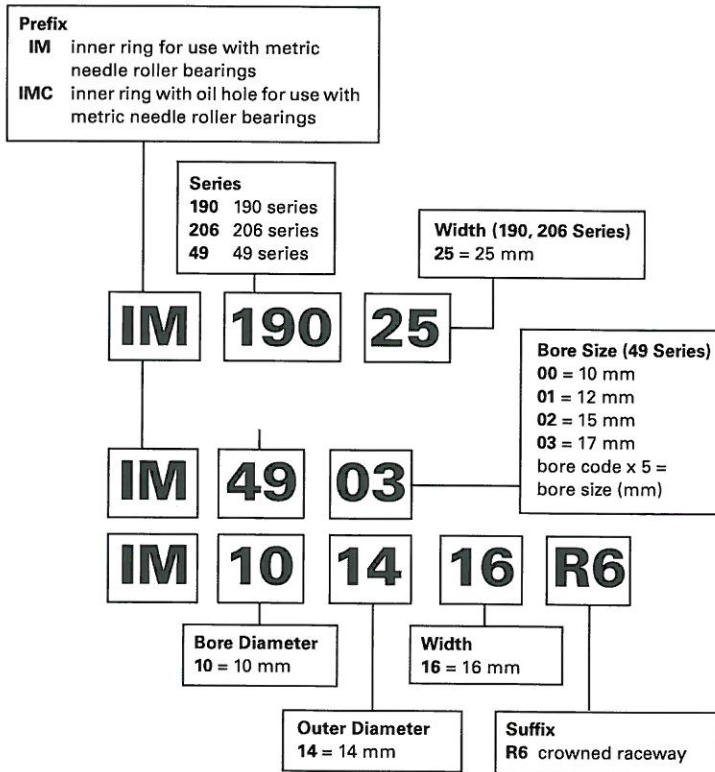 Prefix
IM inner ring for use with metric
needle roller bearings
IMC inner ring with oil hole for use with
metric needle roller bearings
Series
190 190 series
206 206 series
49 49 series
Width (190, 206 Series)
25 = 25 mm
IM 190 25
Bore Size (49 Series)
00 = 10 mm
01 = 12 mm
02 = 15 mm
03 = 17 mm
bore code x 5 =
bore size (mm)
IM 49 03
IM 10 14 16 R6
Bore Diameter
10 = 10 mm
Width
16 = 16 mm
Outer Diameter
14 = 14 mm
Suffix
R6 crowned raceway